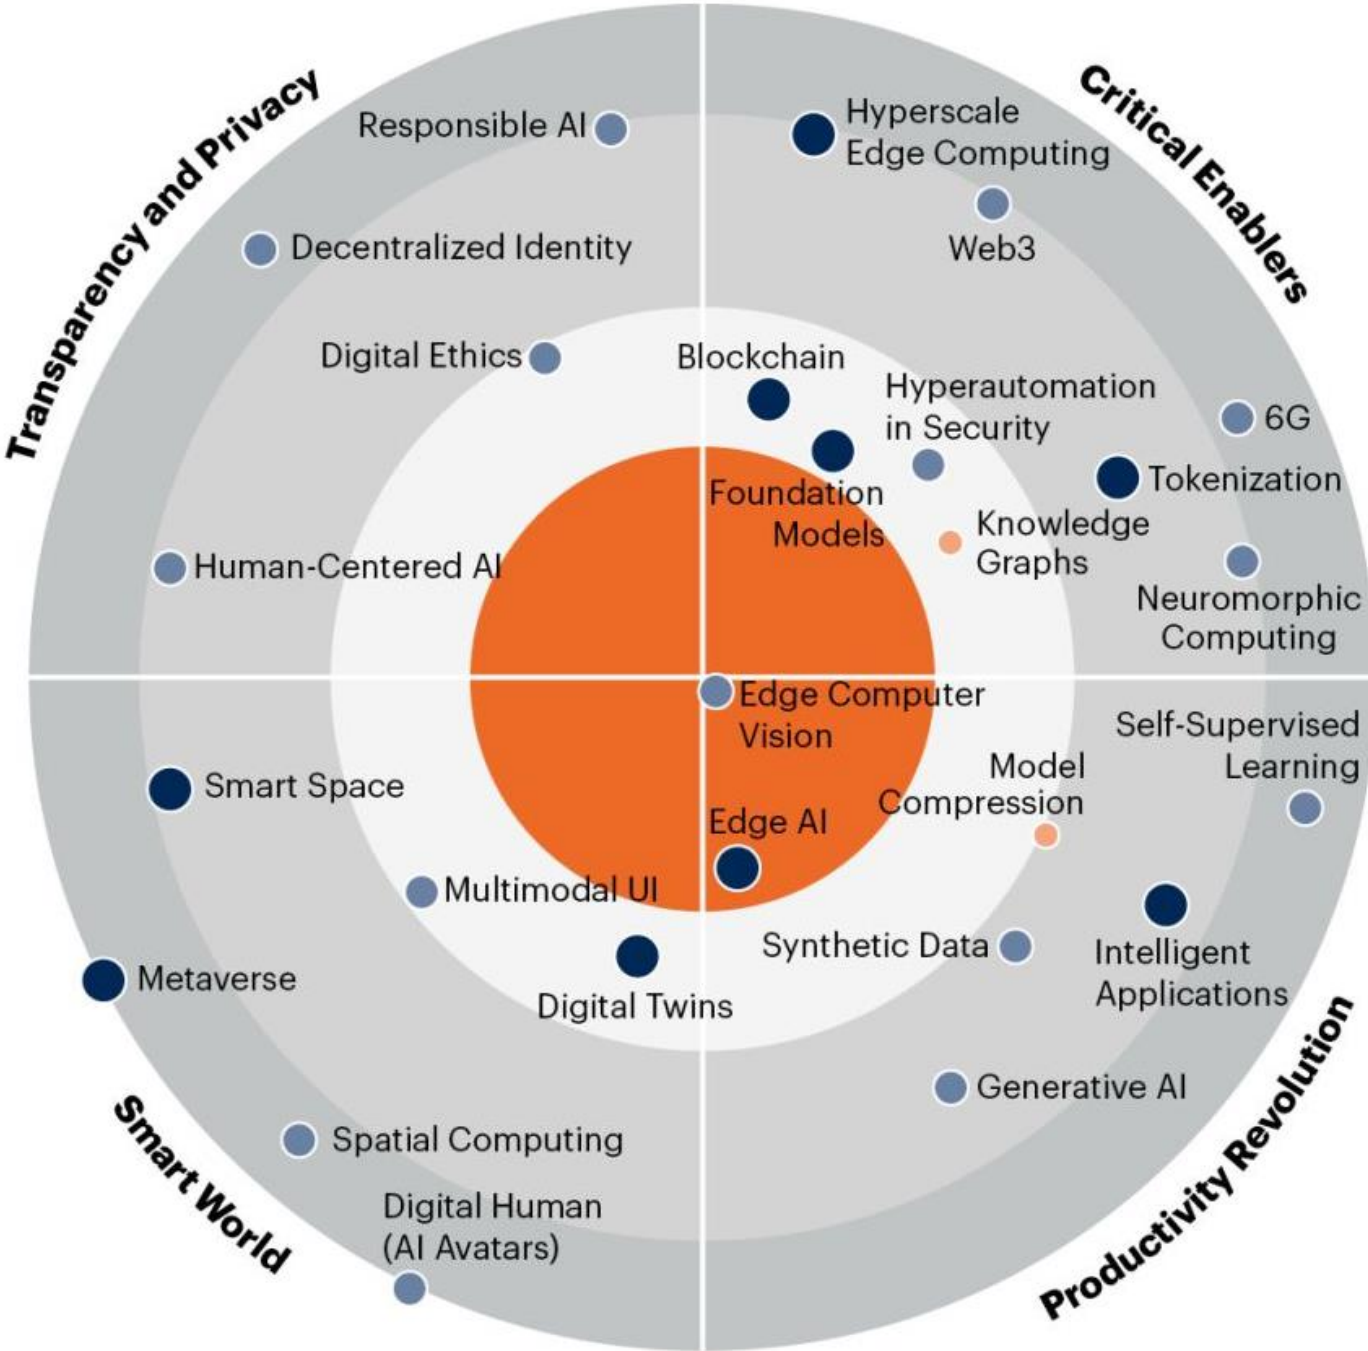 Transparency and Privacy
Critical Enablers
Responsible AI
Hyperscale
Edge Computing
Web3
Decentralized Identity
Digital Ethics
Blockchain
Hyperautomation
in Security
6G
Tokenization
Foundation
Models
Knowledge
Graphs
Human-Centered AI
Neuromorphic
Computing
Edge Computer
Vision
Self-Supervised
Learning
Smart Space
Model
Compression
Edge AI
Multimodal UI
Synthetic Data
Intelligent
Applications
Metaverse
Digital Twins
Generative AI
Spatial Computing
Digital Human
(AI Avatars)
Smart World
Productivity Revolution